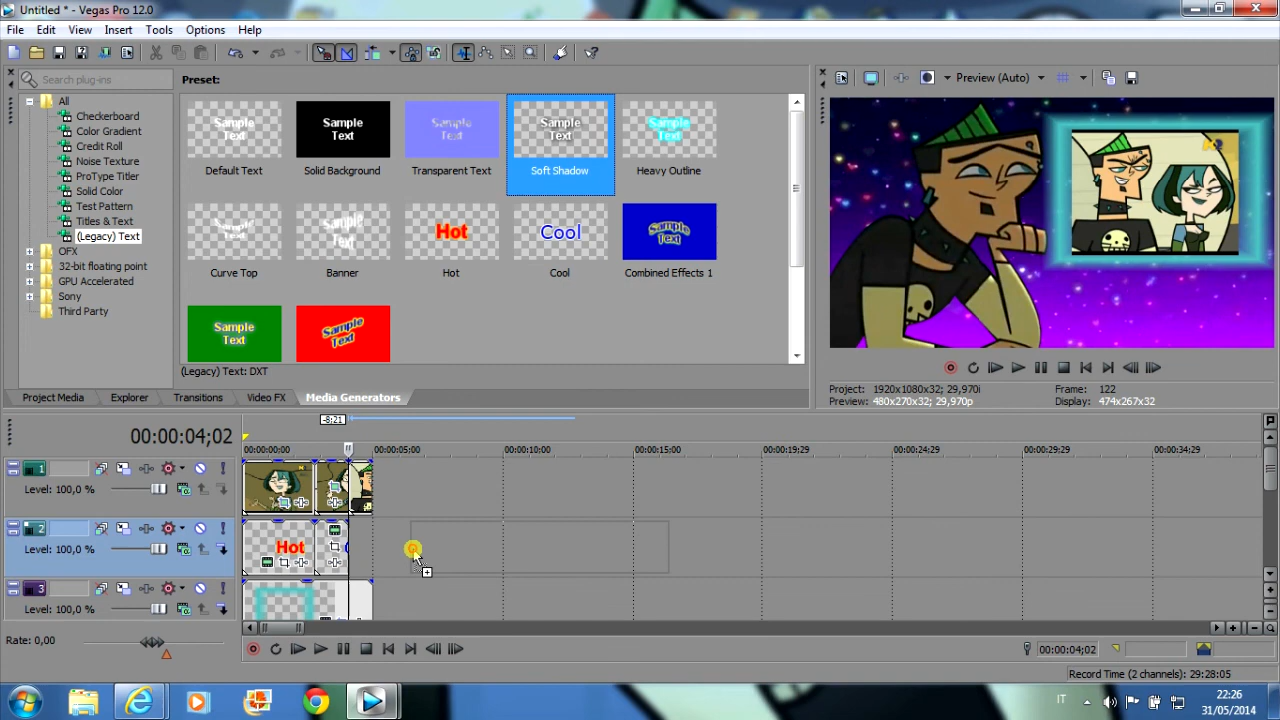 Untitled * - Vegas Pro 12.0
File Edit View Insert Tools Options Help
Search plug-ins
Preset:
Preview (Auto)
All
Checkerboard
Color Gradient
Credit Roll
Noise Texture
ProType Titler
Solid Color
Test Pattern
Titles & Text
(Legacy) Text
OFX
32-bit floating point
GPU Accelerated
Sony
Third Party
Sample Text
Sample Text
Sample Text
Sample Text
Sample Text
Default Text
Solid Background
Transparent Text
Soft Shadow
Heavy Outline
Sample Text
Sample Text
Hot
Cool
Sample Text
Curve Top
Banner
Hot
Cool
Combined Effects 1
Sample Text
Sample Text
(Legacy) Text: DXT
Project Media
Explorer
Transitions
Video FX
Media Generators
K2
Project: 1920x1080x32; 29,970i
Frame: 122
Preview: 480x270x32; 29,970p
Display: 474x267x32
-8:21
00:00:04;02
00:00:00;00
00:00:05;00
00:00:10;00
00:00:15;00
00:00:19;29
00:00:24;29
00:00:29;29
00:00:34;29
1
Level: 100,0 %
2
Level: 100,0 %
Hot
3
Level: 100,0 %
Rate: 0,00
00:00:04;02
Record Time (2 channels): 29:28:05
IT
22:26
31/05/2014